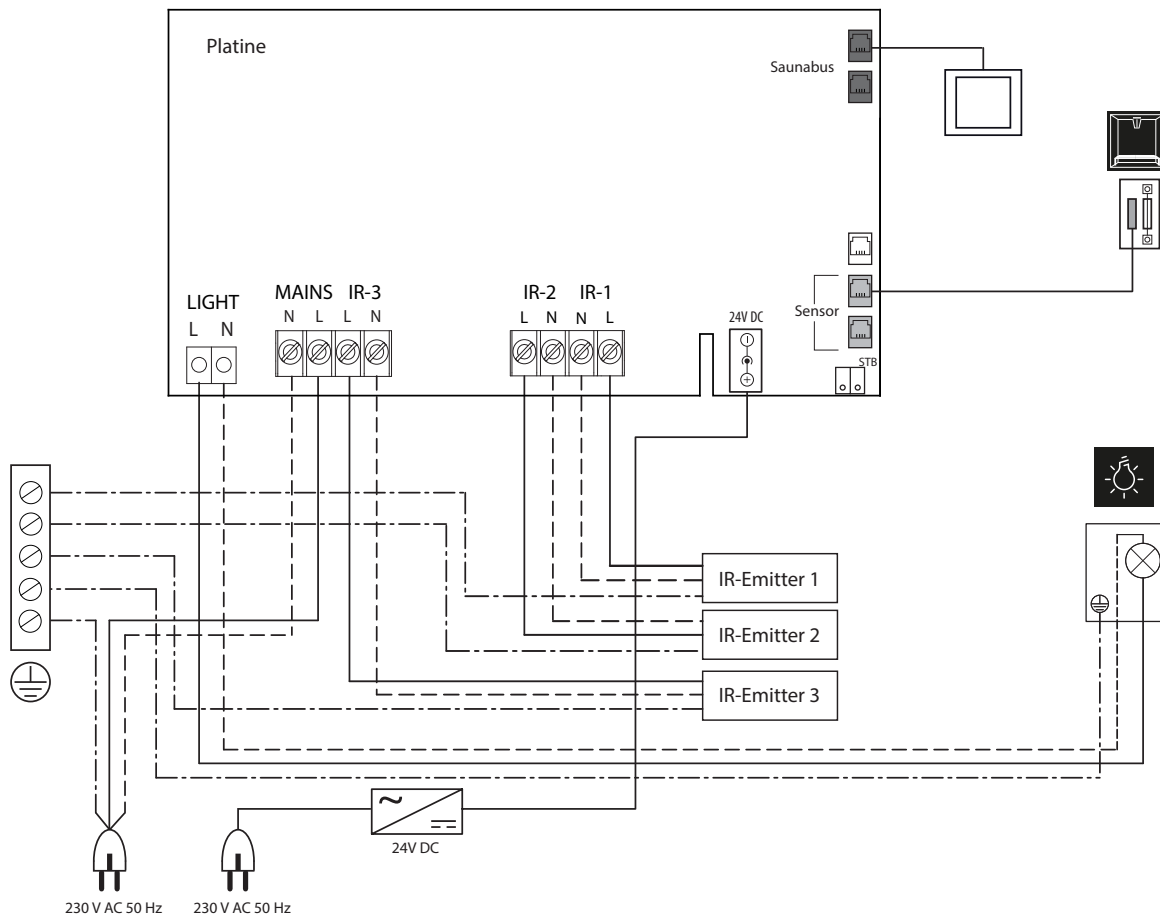 Platine
Saunabus
Sensor
STB
24V DC
LIGHT
L N
MAINS IR-3
N L L N
IR-2 IR-1
L N N L
IR-Emitter 1
IR-Emitter 2
IR-Emitter 3
24V DC
230 V AC 50 Hz 230 V AC 50 Hz